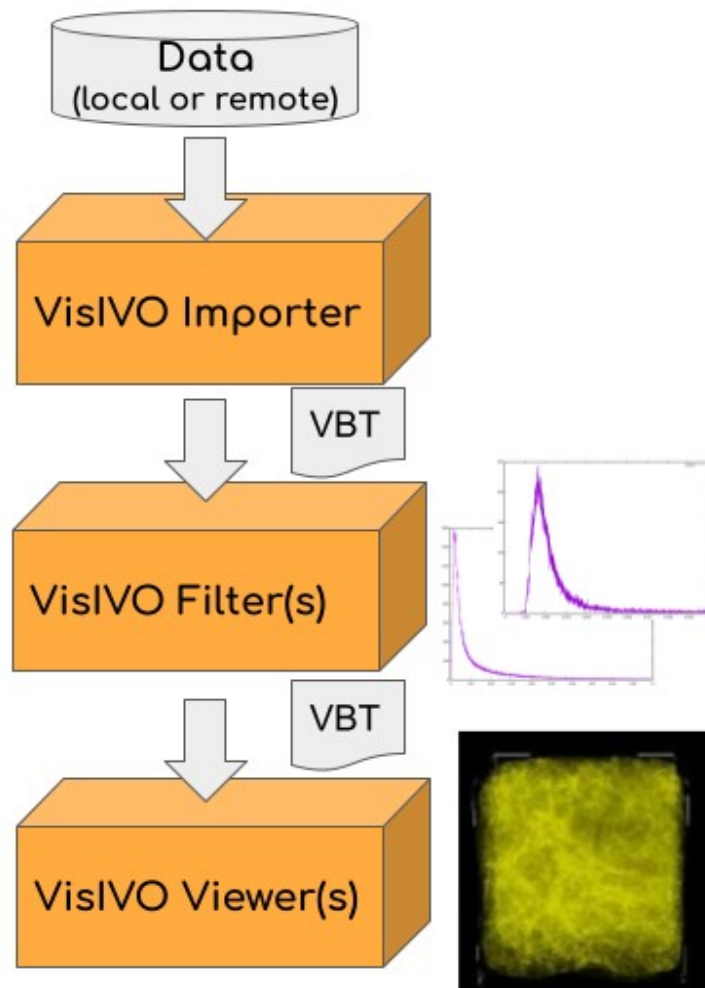 Data
(local or remote)
VisIVO Importer
VBT
VisIVO Filter(s)
VBT
VisIVO Viewer(s)